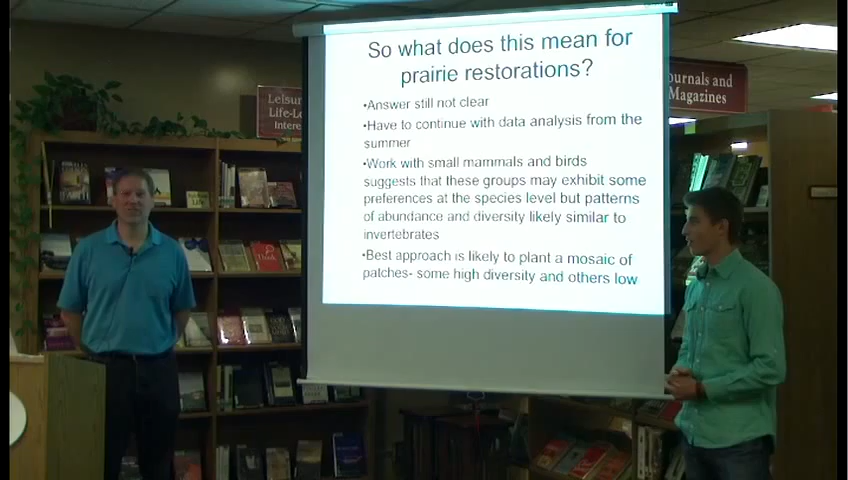 So what does this mean for
prairie restorations?
•Answer still not clear
•Have to continue with data analysis from the
summer
•Work with small mammals and birds
suggests that these groups may exhibit some
preferences at the species level but patterns
of abundance and diversity likely similar to
invertebrates
•Best approach is likely to plant a mosaic of
patches- some high diversity and others low
Leisu
Life-Lo
Intere
ournals and
Magazines
Think